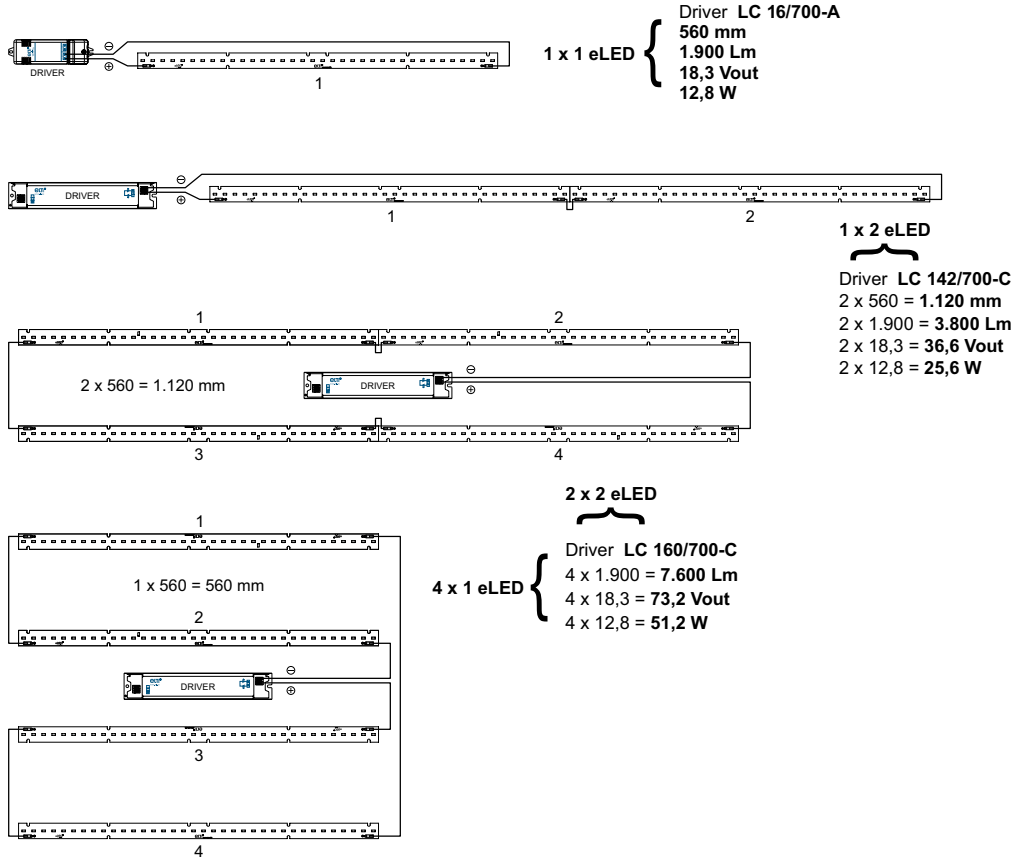 DRIVER
1
1 x 1 eLED
Driver LC 16/700-A
560 mm
1.900 Lm
18,3 Vout
12,8 W
DRIVER
1
2
1 x 2 eLED
Driver LC 142/700-C
2 x 560 = 1.120 mm
2 x 1.900 = 3.800 Lm
2 x 18,3 = 36,6 Vout
2 x 12,8 = 25,6 W
1
2
2 x 560 = 1.120 mm
DRIVER
3
4
2 x 2 eLED
4 x 1 eLED
Driver LC 160/700-C
4 x 1.900 = 7.600 Lm
4 x 18,3 = 73,2 Vout
4 x 12,8 = 51,2 W
1
1 x 560 = 560 mm
2
DRIVER
3
4